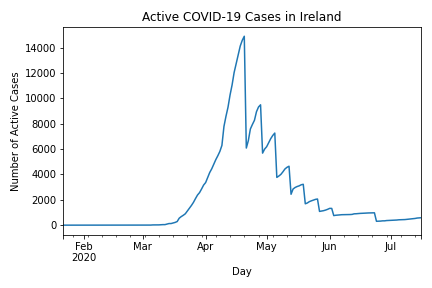 Active COVID-19 Cases in Ireland
Number of Active Cases
14000
12000
10000
8000
6000
4000
2000
0
Feb Mar Apr May Jun Jul
2020
Day